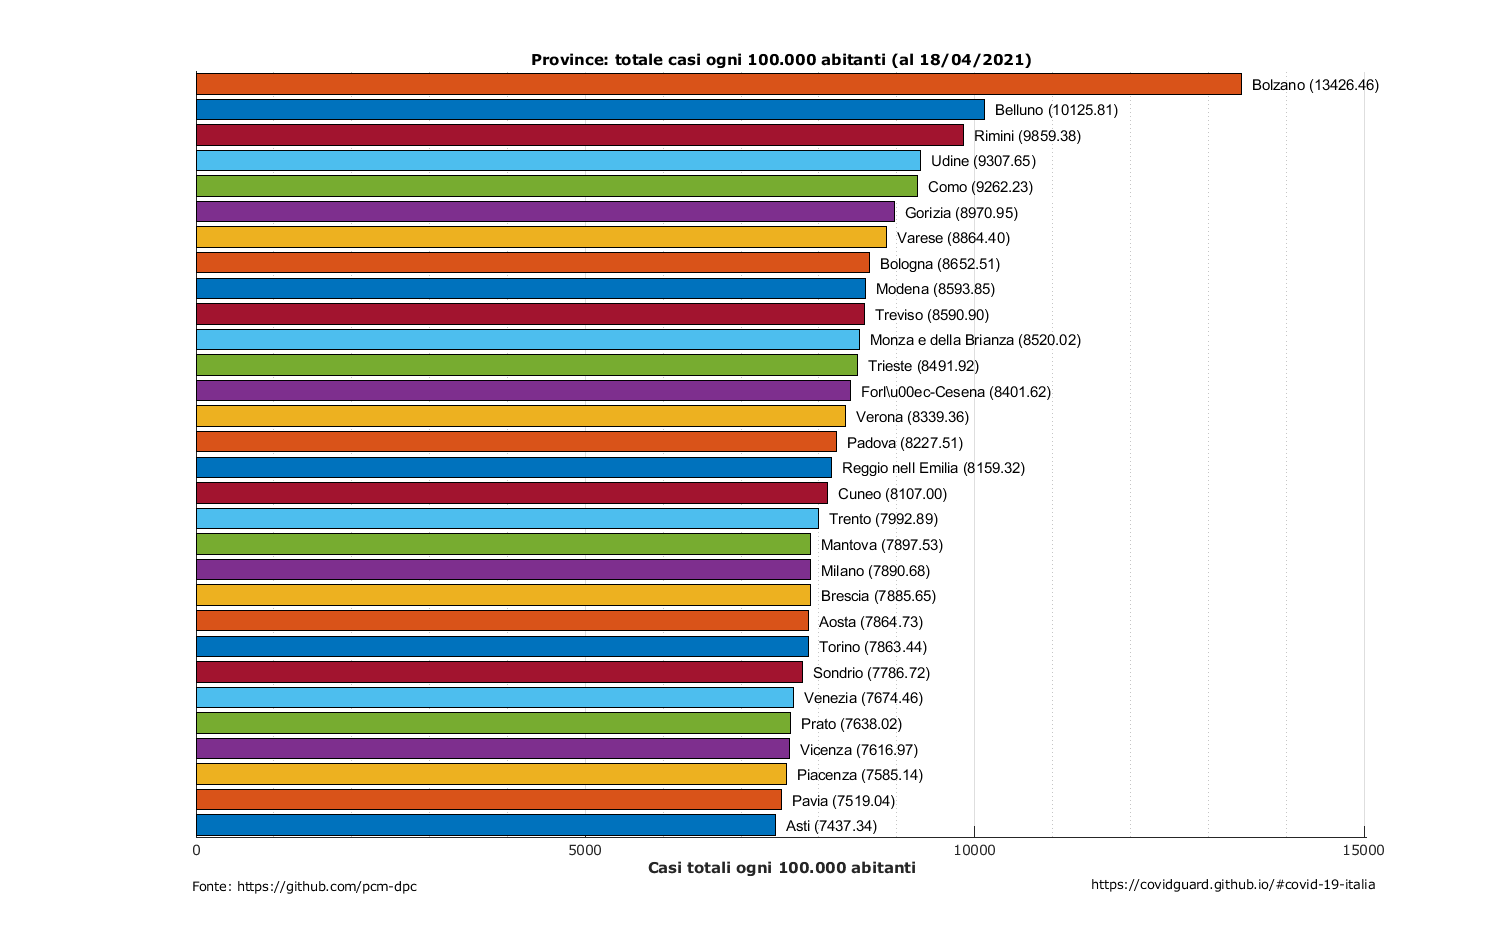 Province: totale casi ogni 100.000 abitanti (al 18/04/2021)
Bolzano (13426.46)
Belluno (10125.81)
Rimini (9859.38)
Udine (9307.65)
Como (9262.23)
Gorizia (8970.95)
Varese (8864.40)
Bologna (8652.51)
Modena (8593.85)
Treviso (8590.90)
Monza e della Brianza (8520.02)
Trieste (8491.92)
Forl\u00ec-Cesena (8401.62)
Verona (8339.36)
Padova (8227.51)
Reggio nell Emilia (8159.32)
Cuneo (8107.00)
Trento (7992.89)
Mantova (7897.53)
Milano (7890.68)
Brescia (7885.65)
Aosta (7864.73)
Torino (7863.44)
Sondrio (7786.72)
Venezia (7674.46)
Prato (7638.02)
Vicenza (7616.97)
Piacenza (7585.14)
Pavia (7519.04)
Asti (7437.34)
0 5000 10000 15000
Casi totali ogni 100.000 abitanti
Fonte: https://github.com/pcm-dpc
https://covidguard.github.io/#covid-19-italia